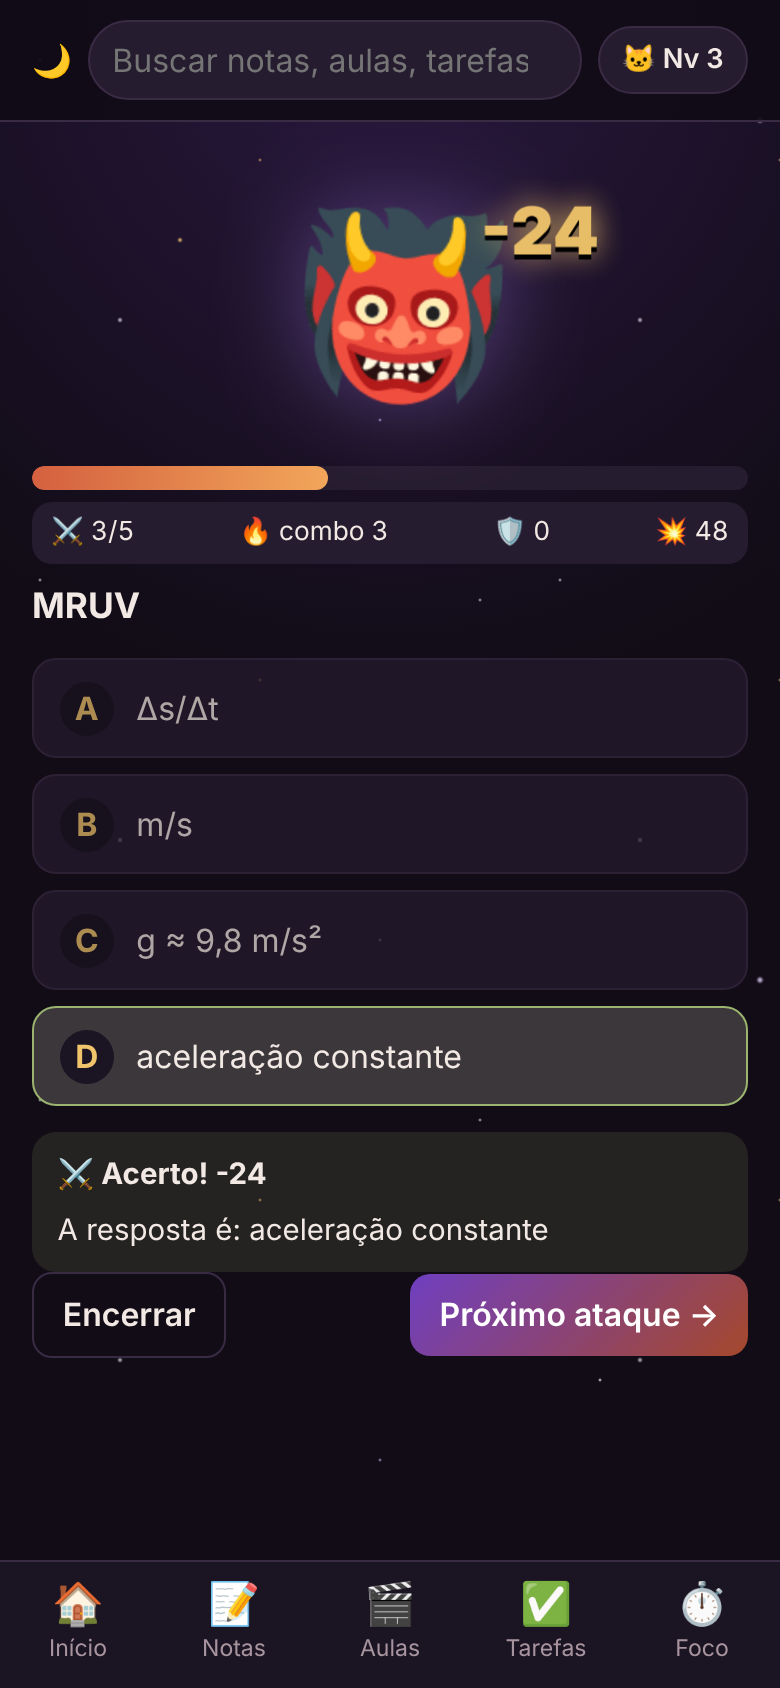 Buscar notas, aulas, tarefas
Nv 3
-24
3/5
combo 3
0
48
MRUV
A Δs/Δt
B m/s
C g ≈ 9,8 m/s²
D aceleração constante
Acerto! -24
A resposta é: aceleração constante
Encerrar
Próximo ataque →
Início
Notas
Aulas
Tarefas
Foco